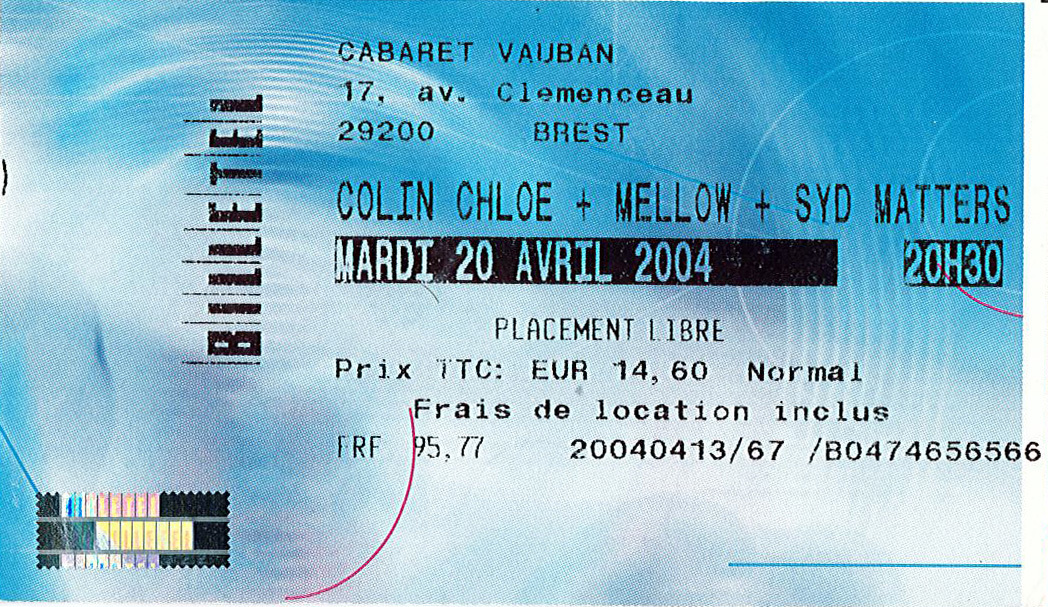 CABARET VAUBAN
17, av. Clemenceau
29200 BREST
COLIN CHLOE + MELLOW + SYD MATTERS
MARDI 20 AVRIL 2004 20H30
PLACEMENT LIBRE
Prix TTC: EUR 14,60 Normal
Frais de location inclus
FRF 95,77 20040413/67 /B0474656566
BILLETEL